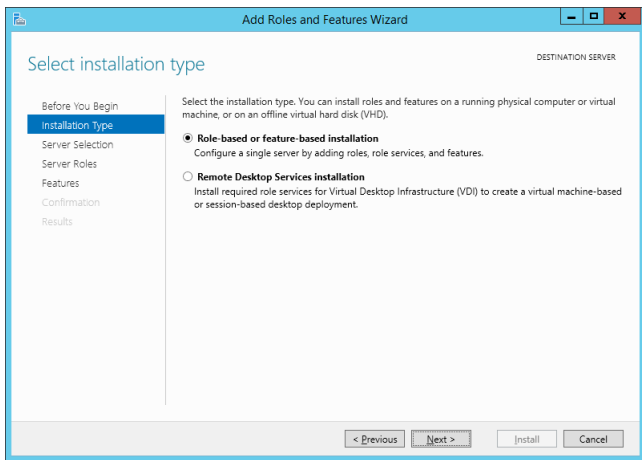 Add Roles and Features Wizard
Select installation type
DESTINATION SERVER
Before You Begin
Installation Type
Server Selection
Server Roles
Features
Confirmation
Results
Select the installation type. You can install roles and features on a running physical computer or virtual
machine, or on an offline virtual hard disk (VHD).
Role-based or feature-based installation
Configure a single server by adding roles, role services, and features.
Remote Desktop Services installation
Install required role services for Virtual Desktop Infrastructure (VDI) to create a virtual machine-based
or session-based desktop deployment.
< Previous Next > Install Cancel